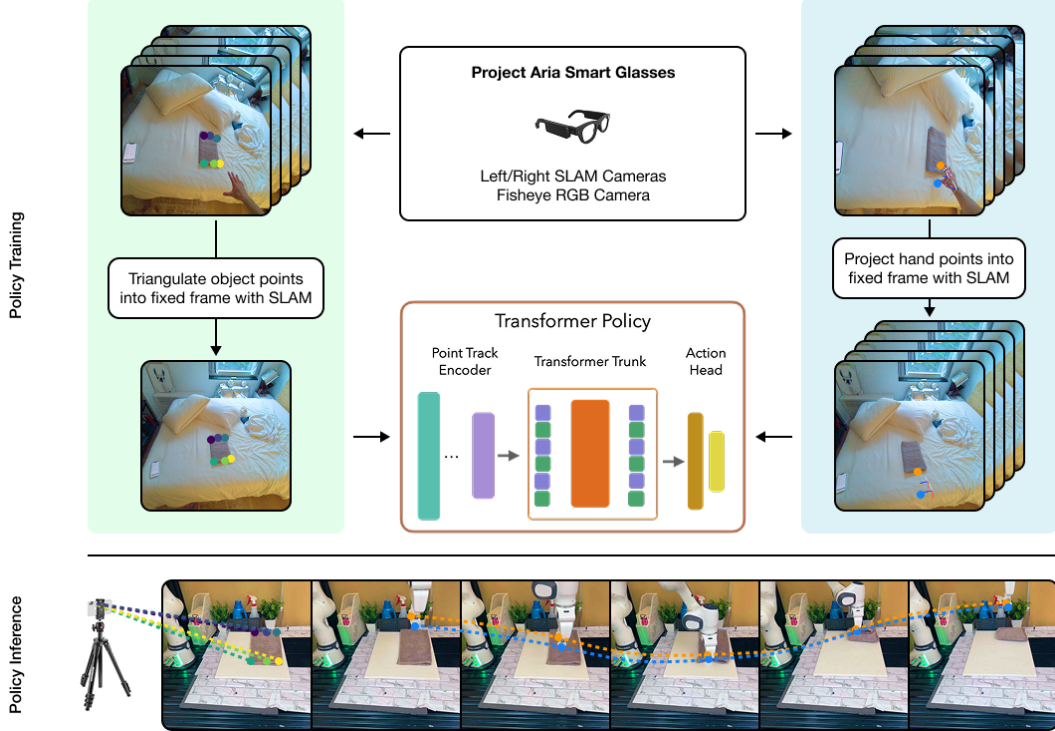 Policy Training
Project Aria Smart Glasses
Left/Right SLAM Cameras
Fisheye RGB Camera
Triangulate object points
into fixed frame with SLAM
Project hand points into
fixed frame with SLAM
Transformer Policy
Point Track
Encoder
Transformer Trunk
Action
Head
...
Policy Inference